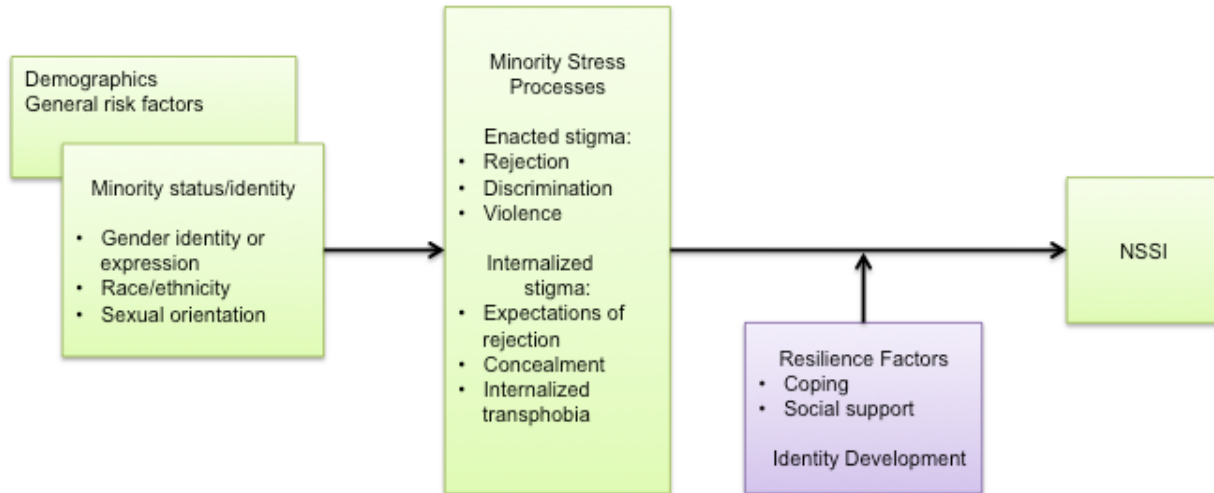 Demographics
General risk factors
Minority status/identity
• Gender identity or
expression
• Race/ethnicity
• Sexual orientation
Minority Stress
Processes
Enacted stigma:
• Rejection
• Discrimination
• Violence
Internalized
stigma:
• Expectations of
rejection
• Concealment
• Internalized
transphobia
Resilience Factors
• Coping
• Social support
Identity Development
NSSI